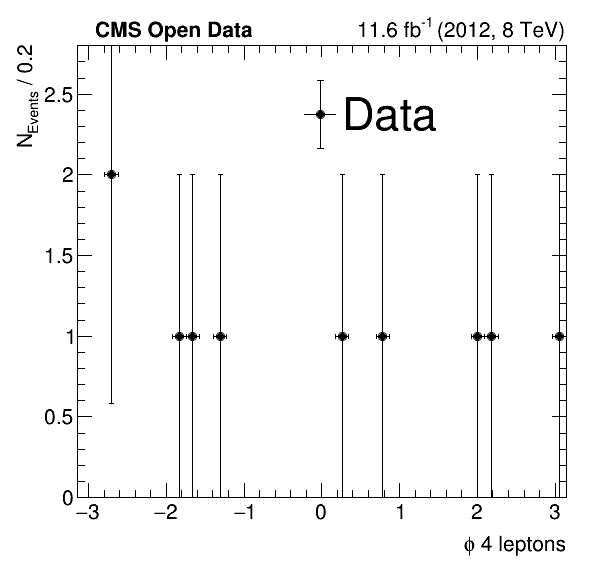 CMS Open Data 11.6 fb⁻¹ (2012, 8 TeV)
N_Events / 0.2
Data
2.5
2
1.5
1
0.5
0
−3 −2 −1 0 1 2 3
ϕ 4 leptons